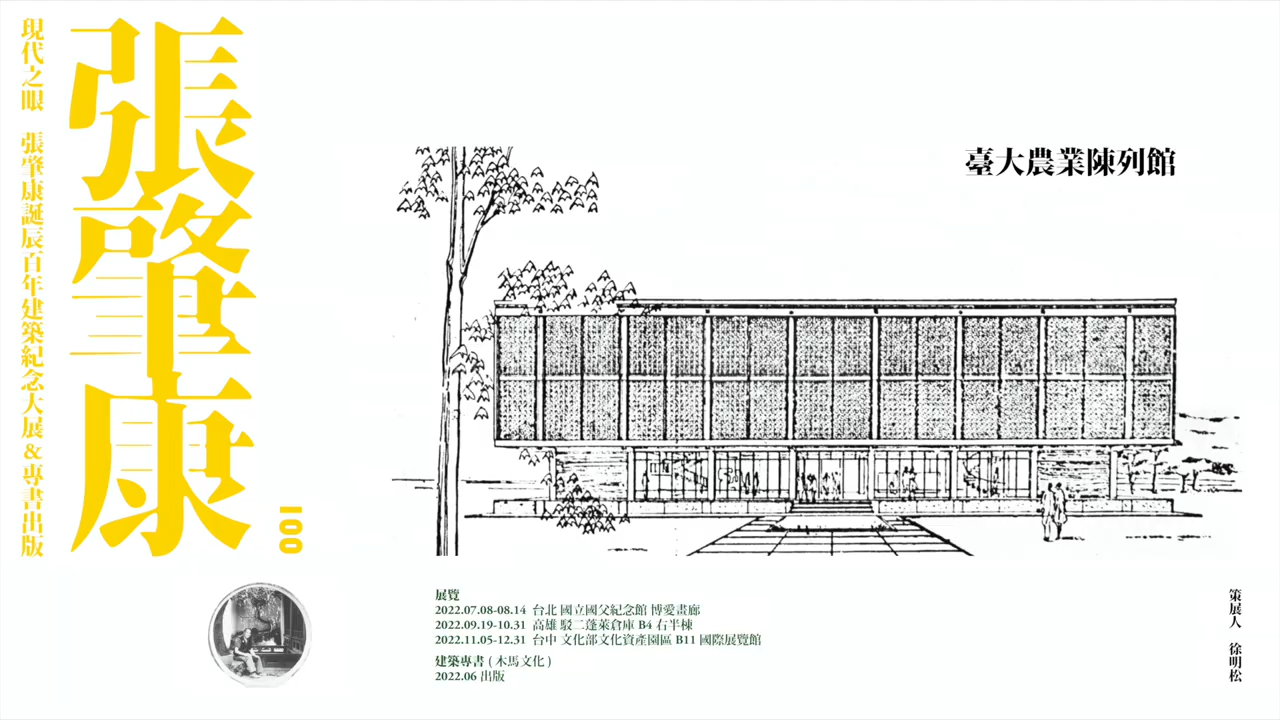 現代之眼 張肇康誕辰百年建築紀念大展&專書出版
張肇康
100
臺大農業陳列館
展覽
2022.07.08-08.14 台北 國立國父紀念館 博愛畫廊
2022.09.19-10.31 高雄 駁二蓬萊倉庫 B4 右半棟
2022.11.05-12.31 台中 文化部文化資產園區 B11 國際展覽館
建築專書 ( 木馬文化 )
2022.06 出版
策展人 徐明松